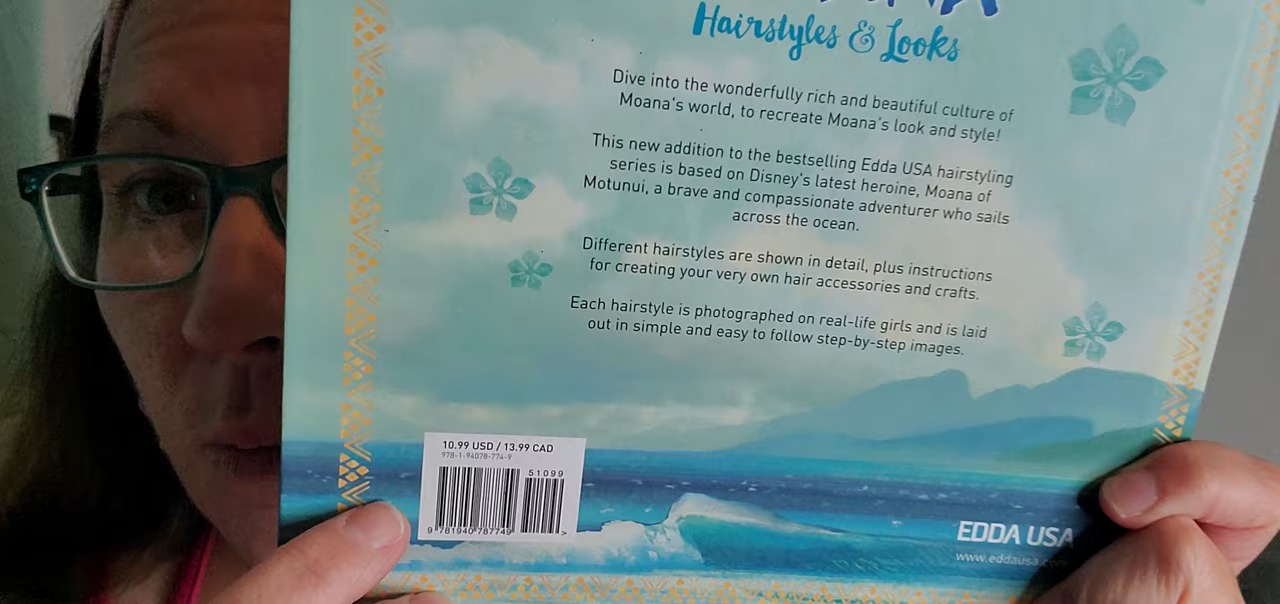 Hairstyles & Looks
Dive into the wonderfully rich and beautiful culture of
Moana's world, to recreate Moana's look and style!
This new addition to the bestselling Edda USA hairstyling
series is based on Disney's latest heroine, Moana of
Motunui, a brave and compassionate adventurer who sails
across the ocean.
Different hairstyles are shown in detail, plus instructions
for creating your very own hair accessories and crafts.
Each hairstyle is photographed on real-life girls and is laid
out in simple and easy to follow step-by-step images.
10.99 USD / 13.99 CAD
978-1-94078-774-9
51099
9 781940 787749 >
EDDA USA
www.eddausa.